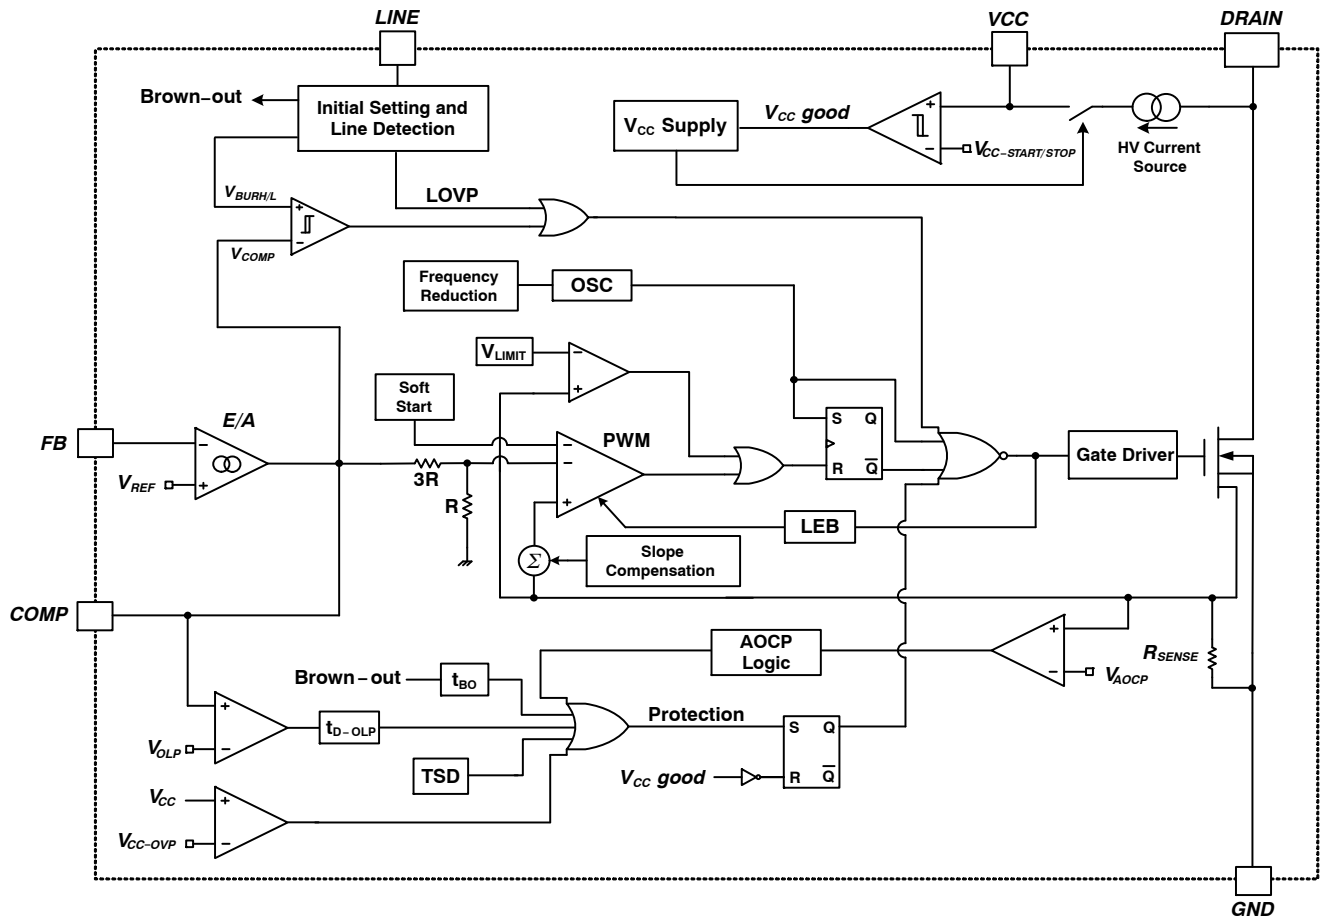 LINE
VCC
DRAIN
Brown-out
Initial Setting and
Line Detection
VCC Supply
VCC good
+
−
VCC-START/STOP
HV Current
Source
VBURH/L
LOVP
+
−
VCOMP
Frequency
Reduction
OSC
VLIMIT
−
+
Soft
Start
S Q
R Q
E/A
FB
−
+
VREF
PWM
−
−
+
3R
R
Gate Driver
LEB
Σ
Slope
Compensation
COMP
AOCP
Logic
+
−
VAOCP
RSENSE
Brown-out
tBO
Protection
+
−
VOLP
tD-OLP
S Q
R Q
TSD
VCC good
VCC
+
−
VCC-OVP
GND